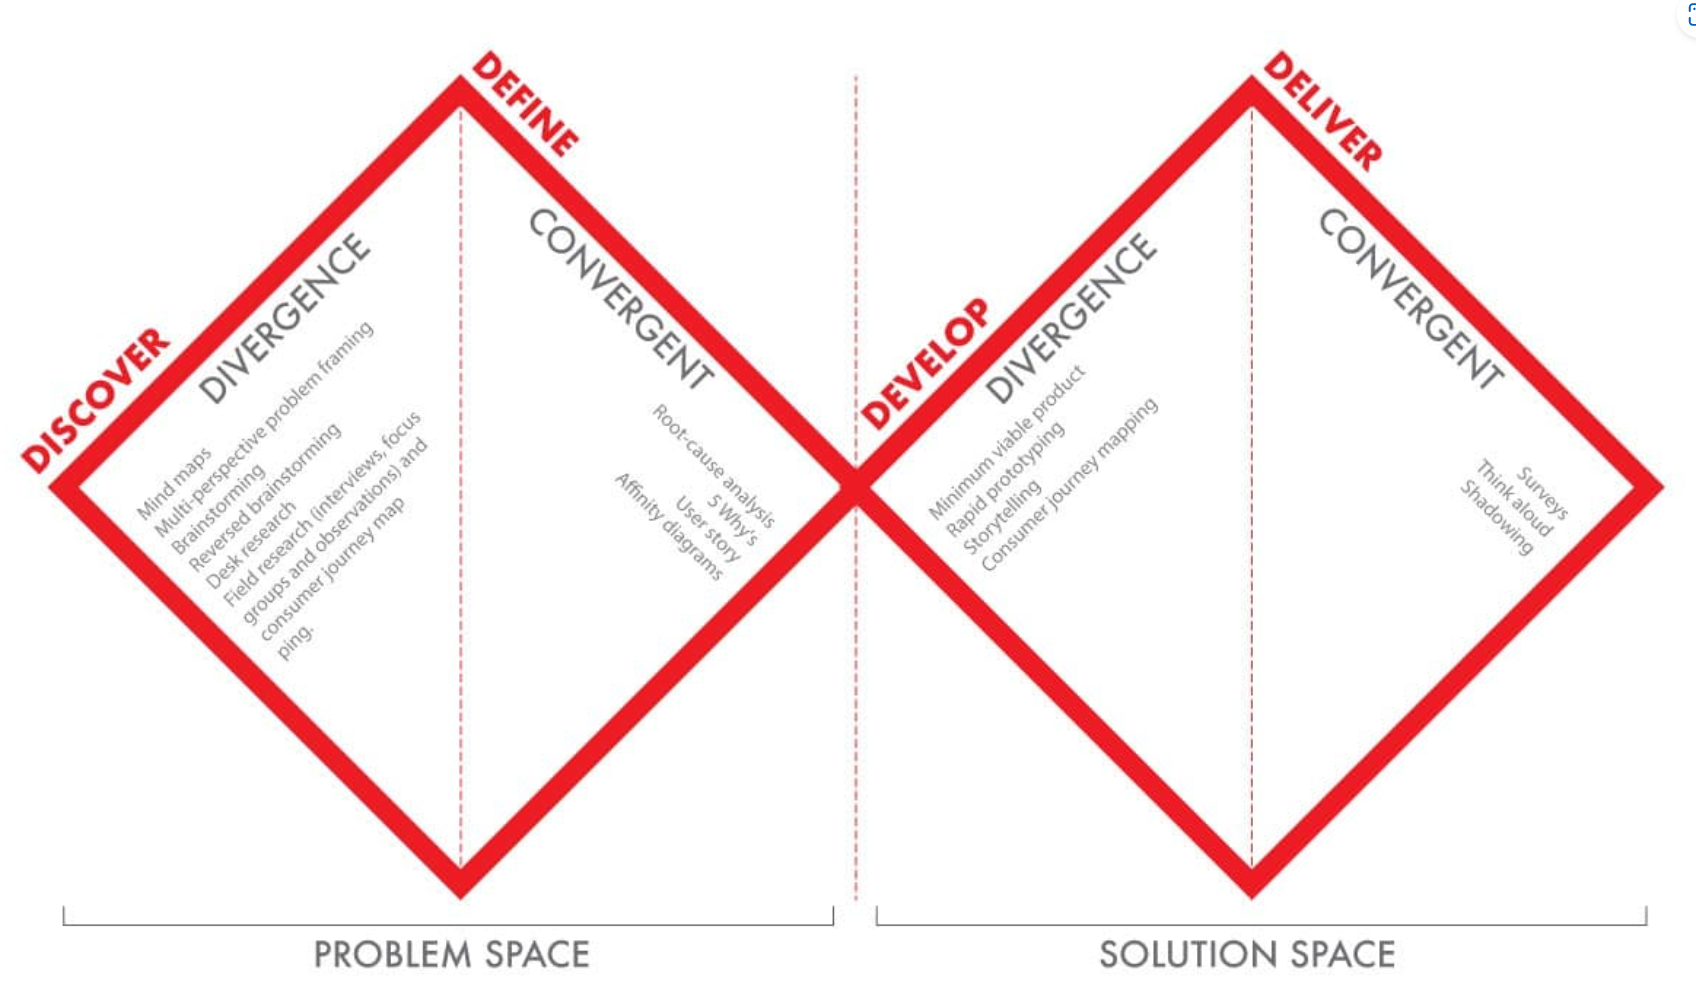 DISCOVER
DIVERGENCE
Mind maps
Multi-perspective problem framing
Brainstorming
Reversed brainstorming
Desk research
Field research (interviews, focus
groups and observations) and
consumer journey map
ping.
DEFINE
CONVERGENT
Root-cause analysis
5 Why's
User story
Affinity diagrams
DEVELOP
DIVERGENCE
Minimum viable product
Rapid prototyping
Storytelling
Consumer journey mapping
DELIVER
CONVERGENT
Surveys
Think aloud
Shadowing
PROBLEM SPACE
SOLUTION SPACE